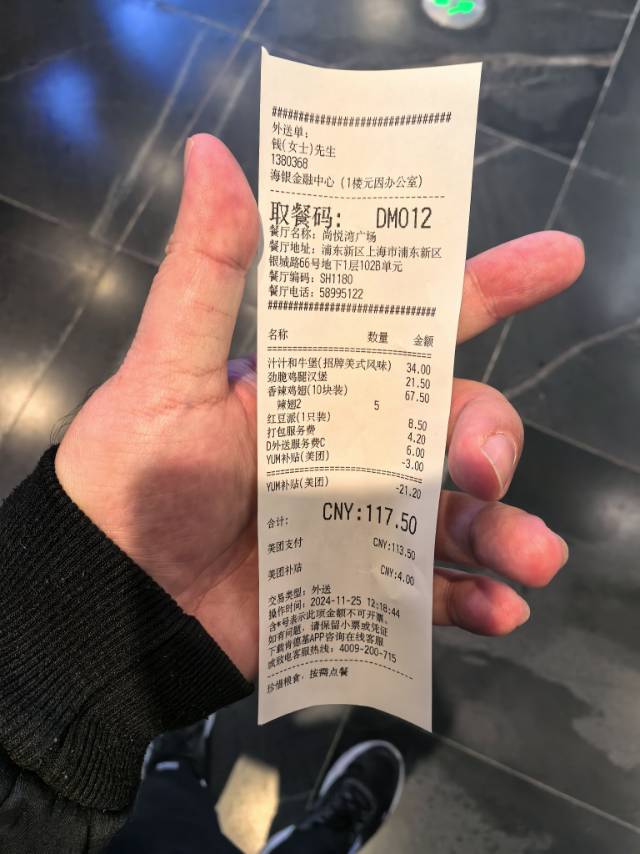 ##################################
外送单:
钱(女士)先生
1380368
海银金融中心 (1楼元因办公室)
取餐码: DM012
餐厅名称: 尚悦湾广场
餐厅地址: 浦东新区上海市浦东新区
银城路66号地下1层102B单元
餐厅编码: SH1180
餐厅电话: 58995122
##################################
名称 数量 金额
汁汁和牛堡(招牌美式风味) 34.00
劲脆鸡腿汉堡 21.50
香辣鸡翅(10块装) 67.50
辣翅2 5
红豆派(1只装) 8.50
打包服务费 4.20
D外送服务费C 6.00
YUM补贴(美团) -3.00
YUM补贴(美团) -21.20
合计: CNY:117.50
美团支付 CNY:113.50
美团补贴 CNY:4.00
交易类型: 外送
操作时间: 2024-11-25 12:18:44
含*号表示此项金额不可开票。
如有问题, 请保留小票或凭证
下载肯德基APP咨询在线客服
或致电客服热线: 4009-200-715
珍惜粮食, 按需点餐